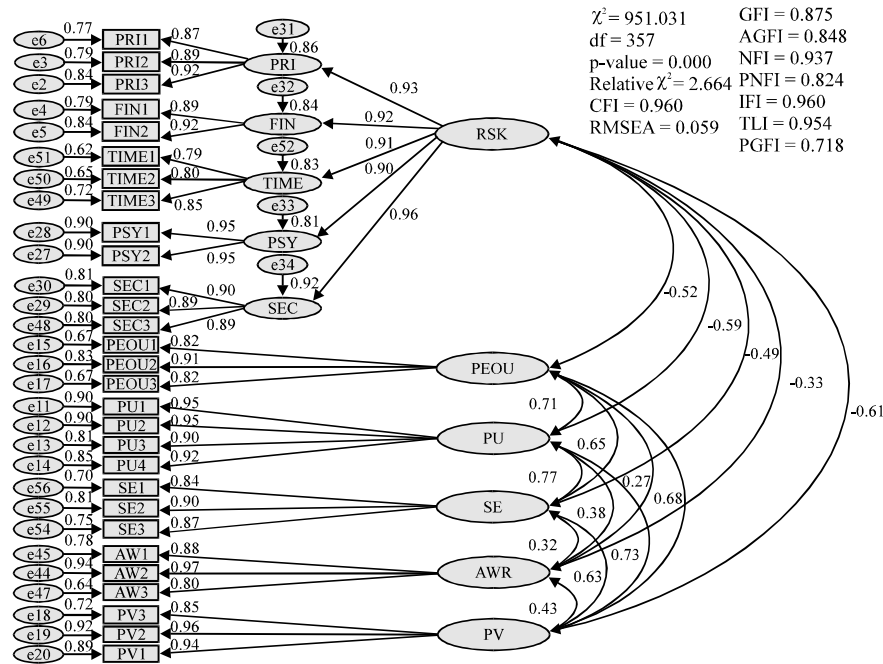 χ² = 951.031
df = 357
p-value = 0.000
Relative χ² = 2.664
CFI = 0.960
RMSEA = 0.059
GFI = 0.875
AGFI = 0.848
NFI = 0.937
PNFI = 0.824
IFI = 0.960
TLI = 0.954
PGFI = 0.718
e6 0.77 PRI1 0.87
e3 0.79 PRI2 0.89
e2 0.84 PRI3 0.92
e4 0.79 FIN1 0.89
e5 0.84 FIN2 0.92
e51 0.62 TIME1 0.79
e50 0.65 TIME2 0.80
e49 0.72 TIME3 0.85
e28 0.90 PSY1 0.95
e27 0.90 PSY2 0.95
e30 0.81 SEC1 0.90
e29 0.80 SEC2 0.89
e48 0.80 SEC3 0.89
e15 0.67 PEOU1 0.82
e16 0.83 PEOU2 0.91
e17 0.67 PEOU3 0.82
e11 0.90 PU1 0.95
e12 0.90 PU2 0.95
e13 0.81 PU3 0.90
e14 0.85 PU4 0.92
e56 0.70 SE1 0.84
e55 0.81 SE2 0.90
e54 0.75 SE3 0.87
e45 0.78 AW1 0.88
e44 0.94 AW2 0.97
e47 0.64 AW3 0.80
e18 0.72 PV3 0.85
e19 0.92 PV2 0.96
e20 0.89 PV1 0.94
e31
0.86
PRI
0.93
e32
0.84
FIN
0.92
e52
0.83
TIME
0.91
e33
0.81
PSY
0.90
e34
0.92
SEC
0.96
RSK
PEOU
PU
SE
AWR
PV
-0.52
-0.59
-0.49
-0.33
-0.61
0.71
0.65
0.27
0.68
0.77
0.38
0.73
0.32
0.63
0.43